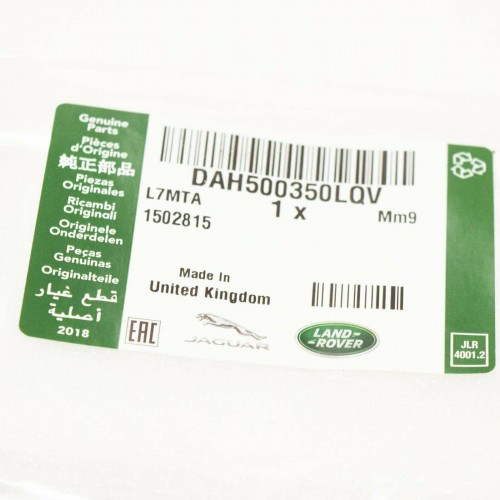 Genuine
Parts
Pièces
d'Origine
純正部品
Piezas
Originales
Ricambi
Originali
Originele
Onderdelen
Peças
Genuinas
Originalteile
قطع غيار
أصلية
2018
DAH500350LQV
L7MTA
1 x
Mm9
1502815
Made In
United Kingdom
EAC
JAGUAR
LAND-
ROVER
JLR
4001.2